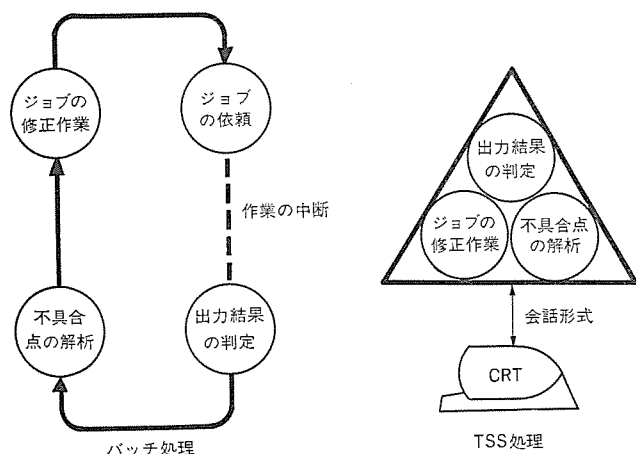 ジョブの
修正作業
ジョブ
の依頼
作業の中断
不具合
点の解析
出力結果
の判定
バッチ処理
出力結果
の判定
ジョブの
修正作業
不具合点
の解析
会話形式
CRT
TSS処理